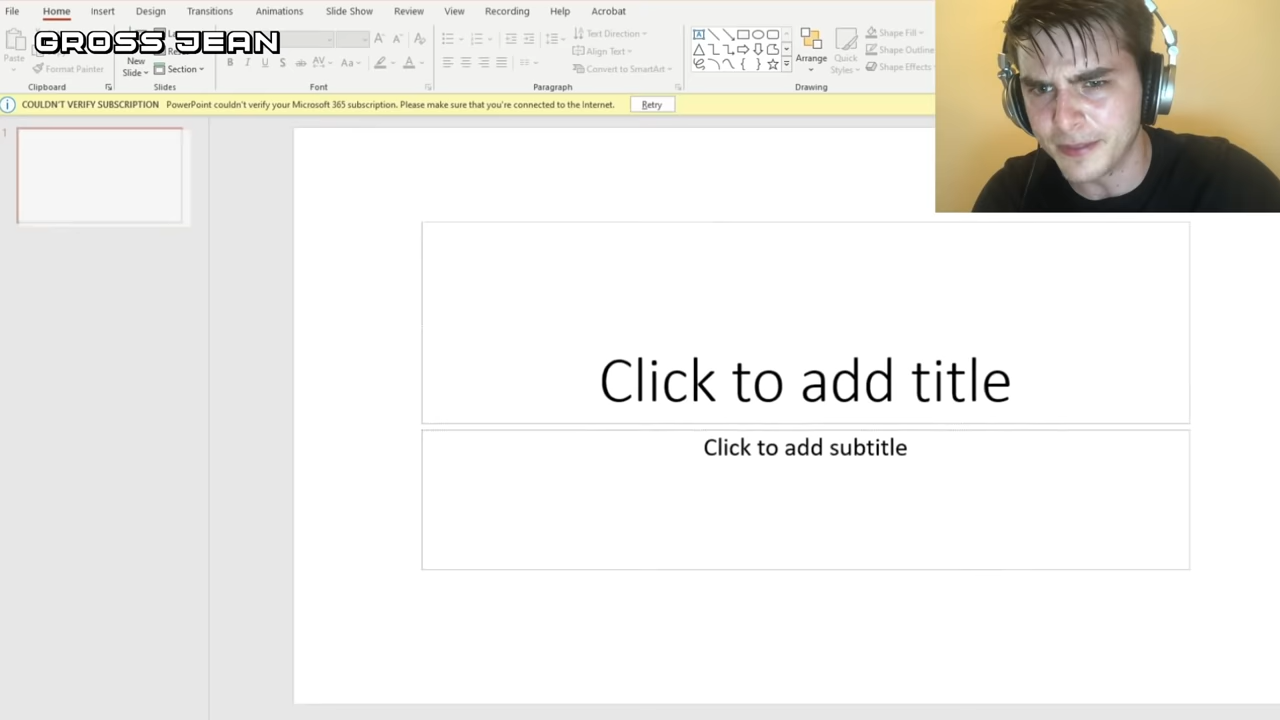 File Home Insert Design Transitions Animations Slide Show Review View Recording Help Acrobat
GROSS JEAN
Paste
Format Painter
New
Slide
Section
Text Direction
Align Text
Convert to SmartArt
Arrange
Quick
Styles
Shape Fill
Shape Outline
Shape Effects
Clipboard Slides Font Paragraph Drawing
COULDN'T VERIFY SUBSCRIPTION PowerPoint couldn't verify your Microsoft 365 subscription. Please make sure that you're connected to the Internet. Retry
1
Click to add title
Click to add subtitle